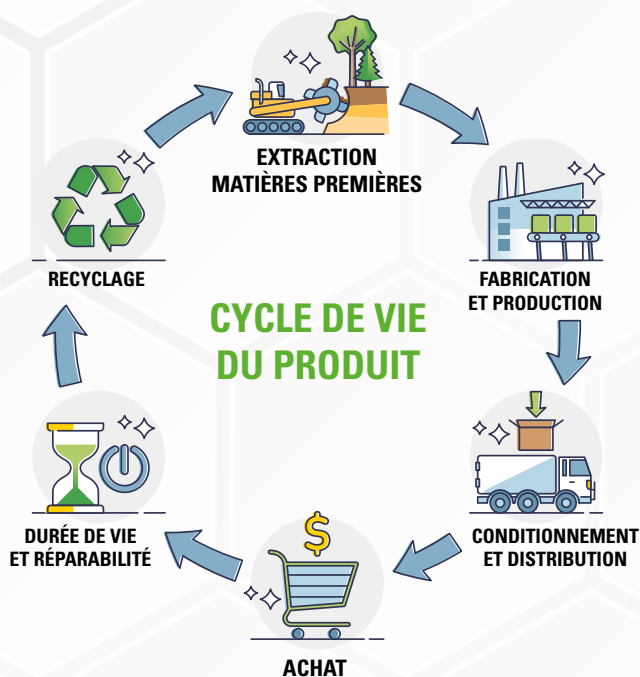 EXTRACTION
MATIÈRES PREMIÈRES
FABRICATION
ET PRODUCTION
CONDITIONNEMENT
ET DISTRIBUTION
ACHAT
DURÉE DE VIE
ET RÉPARABILITÉ
RECYCLAGE
CYCLE DE VIE
DU PRODUIT
$